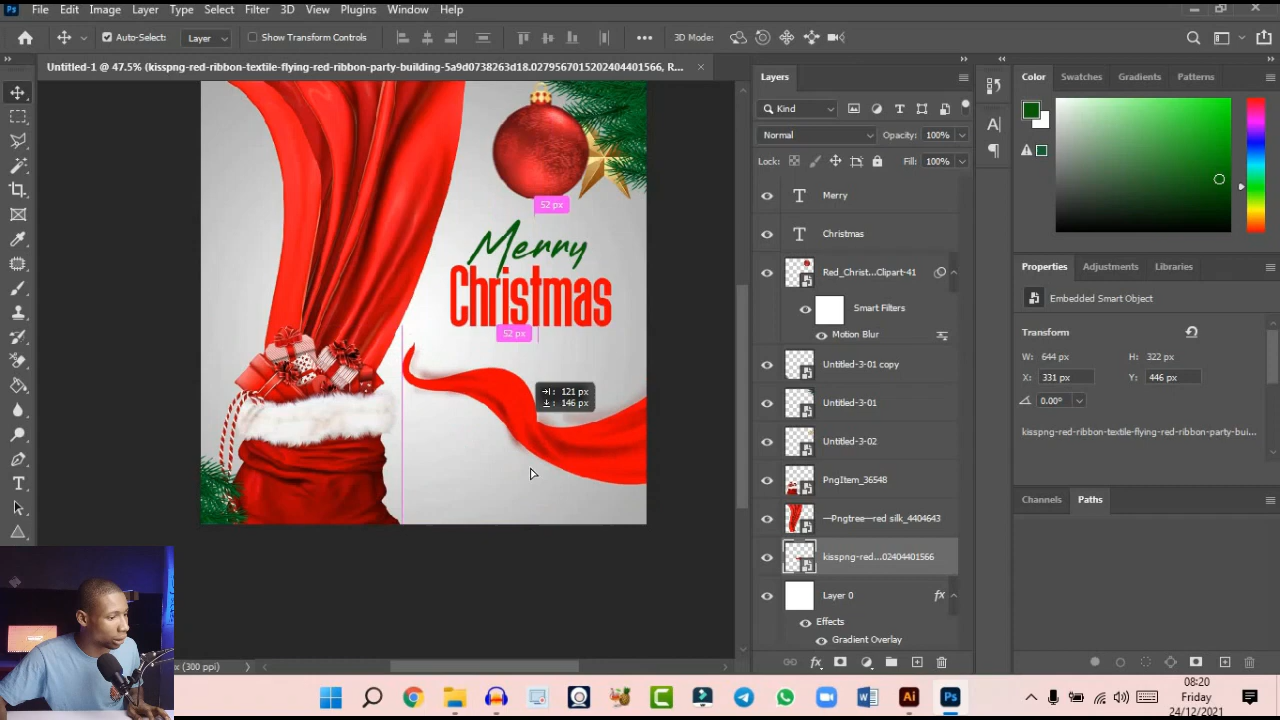 Ps File Edit Image Layer Type Select Filter 3D View Plugins Window Help
Auto-Select: Layer Show Transform Controls 3D Mode:
Untitled-1 @ 47.5% (kisspng-red-ribbon-textile-flying-red-ribbon-party-building-5a9d0738263d18.0279567015202404401566, R...
52 px
Merry
Christmas
52 px
121 px
146 px
(300 ppi)
Layers
Kind
Normal Opacity: 100%
Lock: Fill: 100%
Merry
Christmas
Red_Christ...Clipart-41
Smart Filters
Motion Blur
Untitled-3-01 copy
Untitled-3-01
Untitled-3-02
PngItem_36548
—Pngtree—red silk_4404643
kisspng-red...02404401566
Layer 0 fx
Effects
Gradient Overlay
fx
Color Swatches Gradients Patterns
Properties Adjustments Libraries
Embedded Smart Object
Transform
W: 644 px H: 322 px
X: 331 px Y: 446 px
0.00°
kisspng-red-ribbon-textile-flying-red-ribbon-party-bui...
Channels Paths
Ai Ps
08:20
Friday
24/12/2021